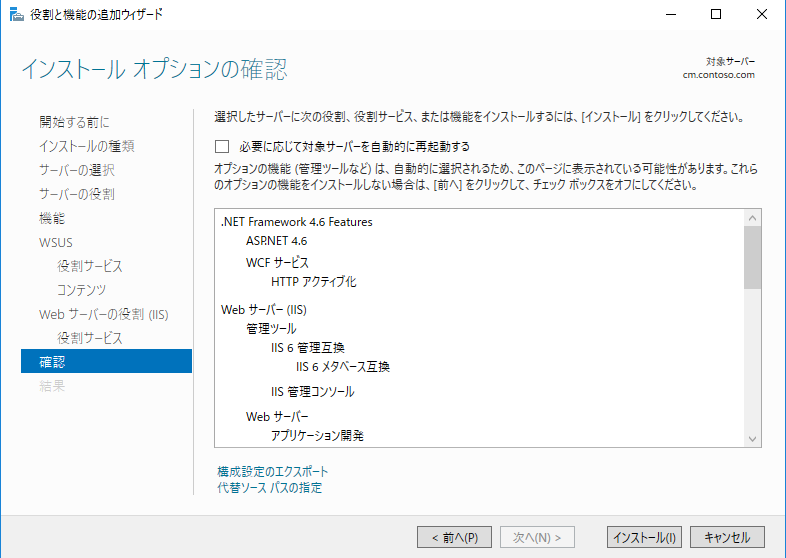 役割と機能の追加ウィザード
インストール オプションの確認
対象サーバー
cm.contoso.com
開始する前に
インストールの種類
サーバーの選択
サーバーの役割
機能
WSUS
役割サービス
コンテンツ
Web サーバーの役割 (IIS)
役割サービス
確認
結果
選択したサーバーに次の役割、役割サービス、または機能をインストールするには、[インストール] をクリックしてください。
必要に応じて対象サーバーを自動的に再起動する
オプションの機能 (管理ツールなど) は、自動的に選択されるため、このページに表示されている可能性があります。これら
のオプションの機能をインストールしない場合は、[前へ] をクリックして、チェック ボックスをオフにしてください。
.NET Framework 4.6 Features
ASP.NET 4.6
WCF サービス
HTTP アクティブ化
Web サーバー (IIS)
管理ツール
IIS 6 管理互換
IIS 6 メタベース互換
IIS 管理コンソール
Web サーバー
アプリケーション開発
構成設定のエクスポート
代替ソース パスの指定
< 前へ(P)
次へ(N) >
インストール(I)
キャンセル